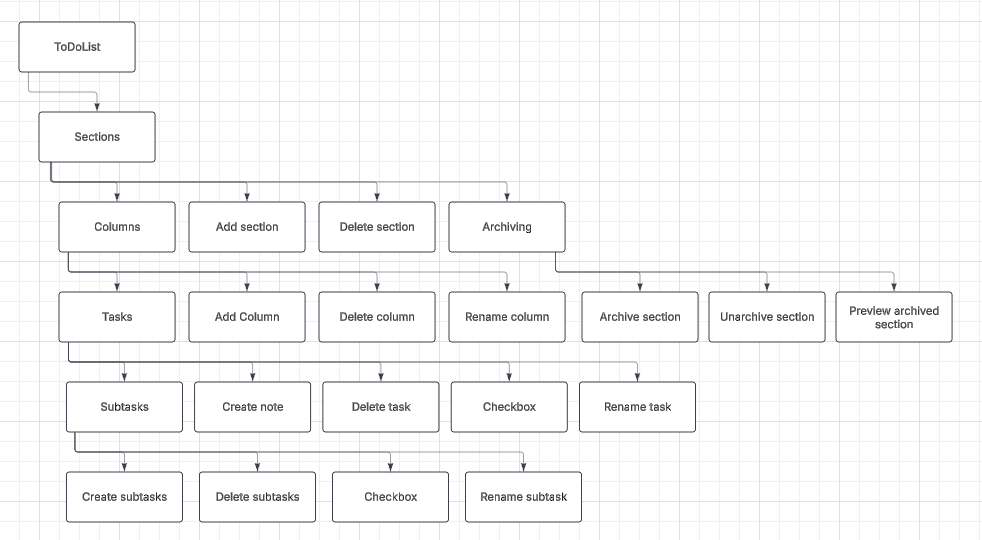 ToDoList
Sections
Columns
Add section
Delete section
Archiving
Tasks
Add Column
Delete column
Rename column
Archive section
Unarchive section
Preview archived
section
Subtasks
Create note
Delete task
Checkbox
Rename task
Create subtasks
Delete subtasks
Checkbox
Rename subtask